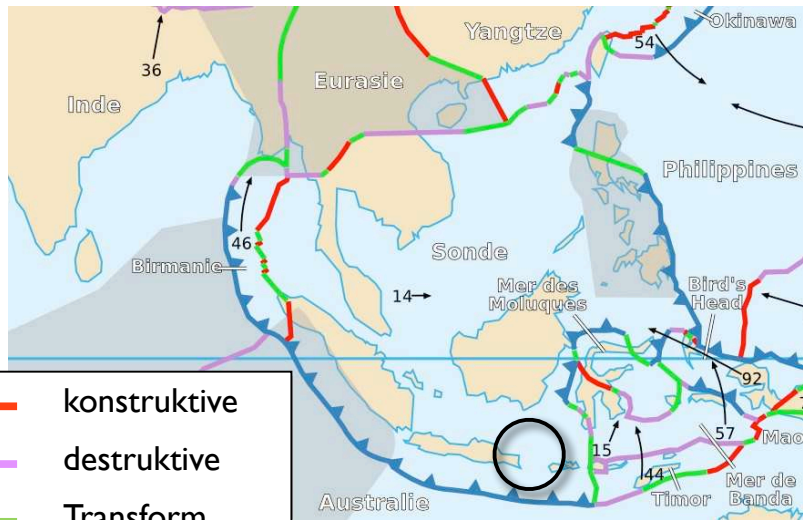 Okinawa
Yangtze
54
36
Eurasie
Inde
Philippines
46
Birmanie
Sonde
14
Mer des
Moluques
Bird's
Head
92
57
15
44
Mao
Mer de
Banda
Timor
Australie
konstruktive
destruktive
Transform